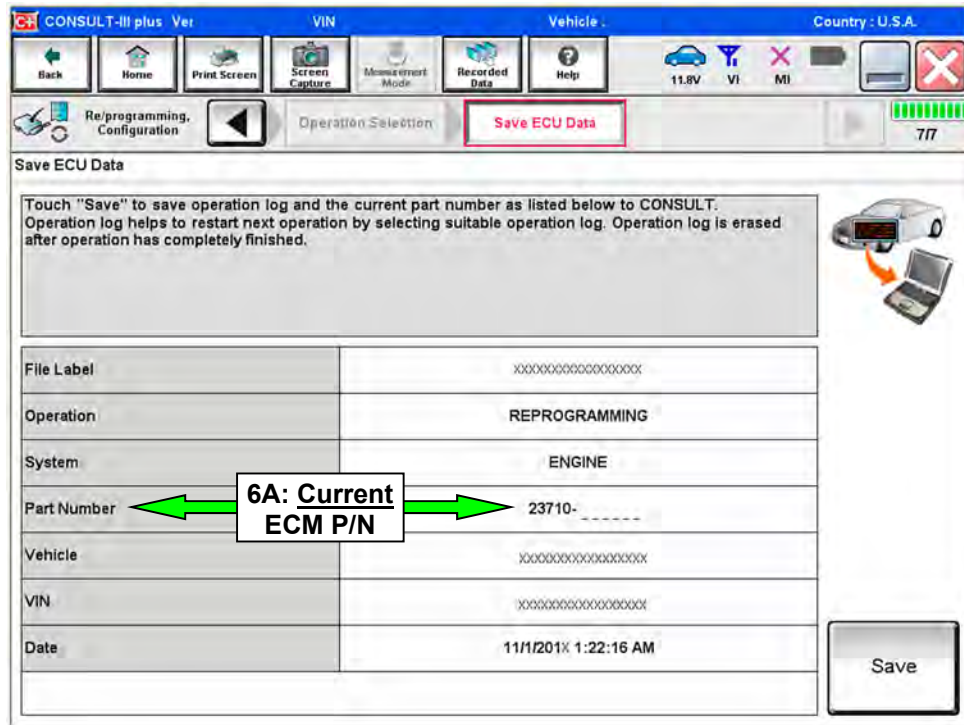 C+ CONSULT-III plus Ver VIN Vehicle : Country : U.S.A.
Back Home Print Screen Screen Capture Measurement Mode Recorded Data Help 11.8V VI MI
Re/programming, Configuration Operation Selection Save ECU Data 7/7
Save ECU Data
Touch "Save" to save operation log and the current part number as listed below to CONSULT.
Operation log helps to restart next operation by selecting suitable operation log. Operation log is erased
after operation has completely finished.
File Label XXXXXXXXXXXXXXXXX
Operation REPROGRAMMING
System ENGINE
Part Number 6A: Current ECM P/N 23710-_ _ _ _ _ _
Vehicle XXXXXXXXXXXXXXXXX
VIN XXXXXXXXXXXXXXXXX
Date 11/1/201X 1:22:16 AM
Save